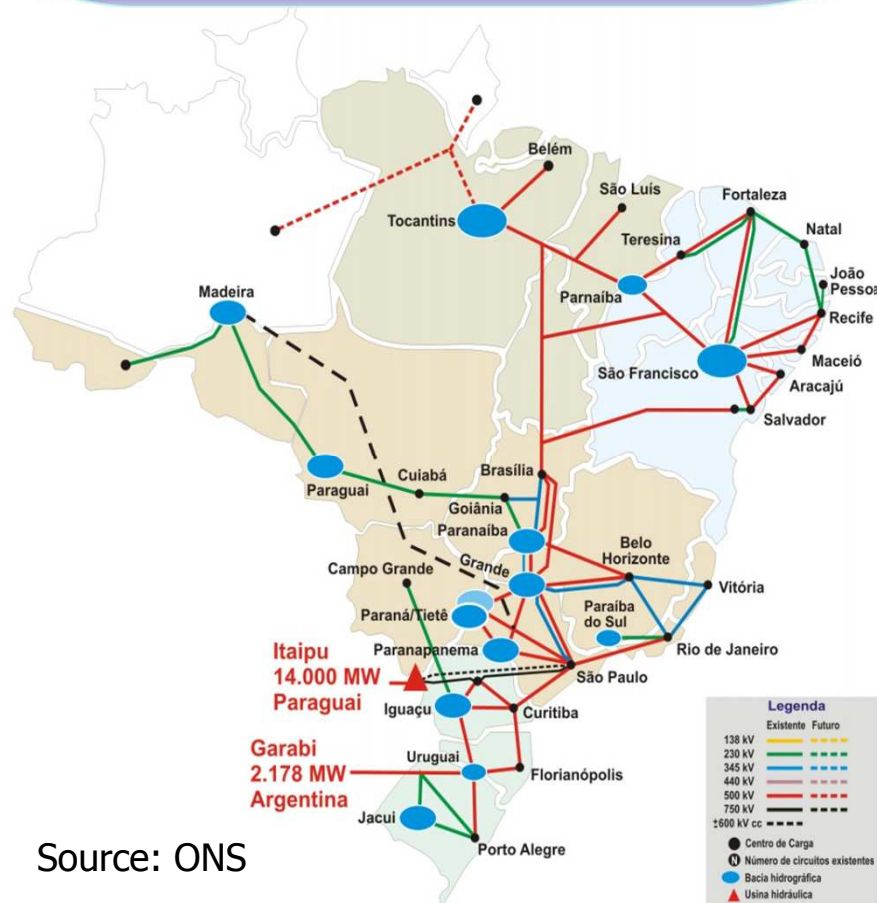 Belém
São Luís
Fortaleza
Tocantins
Teresina
Natal
João
Pessoa
Madeira
Parnaíba
Recife
Maceió
São Francisco
Aracajú
Salvador
Brasília
Cuiabá
Paraguai
Goiânia
Paranaíba
Belo
Horizonte
Grande
Campo Grande
Vitória
Paraíba
do Sul
Paraná/Tietê
Rio de Janeiro
Paranapanema
Itaipu
14.000 MW
Paraguai
São Paulo
Iguaçu
Curitiba
Garabi
2.178 MW
Argentina
Uruguai
Florianópolis
Jacui
Porto Alegre
Source: ONS
Legenda
Existente Futuro
138 kV
230 kV
345 kV
440 kV
500 kV
750 kV
±600 kV cc
Centro de Carga
N Número de circuitos existentes
Bacia hidrográfica
Usina hidráulica